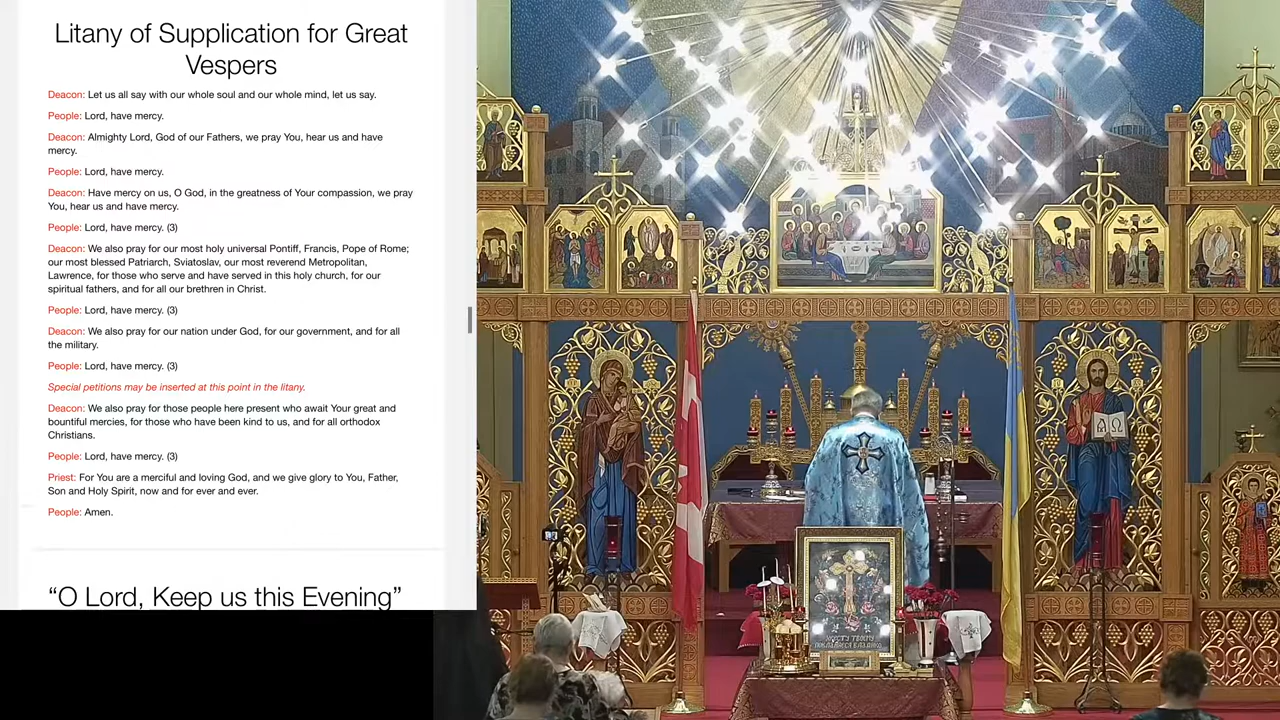 Litany of Supplication for Great
Vespers
Deacon: Let us all say with our whole soul and our whole mind, let us say.
People: Lord, have mercy.
Deacon: Almighty Lord, God of our Fathers, we pray You, hear us and have
mercy.
People: Lord, have mercy.
Deacon: Have mercy on us, O God, in the greatness of Your compassion, we pray
You, hear us and have mercy.
People: Lord, have mercy. (3)
Deacon: We also pray for our most holy universal Pontiff, Francis, Pope of Rome;
our most blessed Patriarch, Sviatoslav, our most reverend Metropolitan,
Lawrence, for those who serve and have served in this holy church, for our
spiritual fathers, and for all our brethren in Christ.
People: Lord, have mercy. (3)
Deacon: We also pray for our nation under God, for our government, and for all
the military.
People: Lord, have mercy. (3)
Special petitions may be inserted at this point in the litany.
Deacon: We also pray for those people here present who await Your great and
bountiful mercies, for those who have been kind to us, and for all orthodox
Christians.
People: Lord, have mercy. (3)
Priest: For You are a merciful and loving God, and we give glory to You, Father,
Son and Holy Spirit, now and for ever and ever.
People: Amen.
“O Lord, Keep us this Evening”
Α Ω